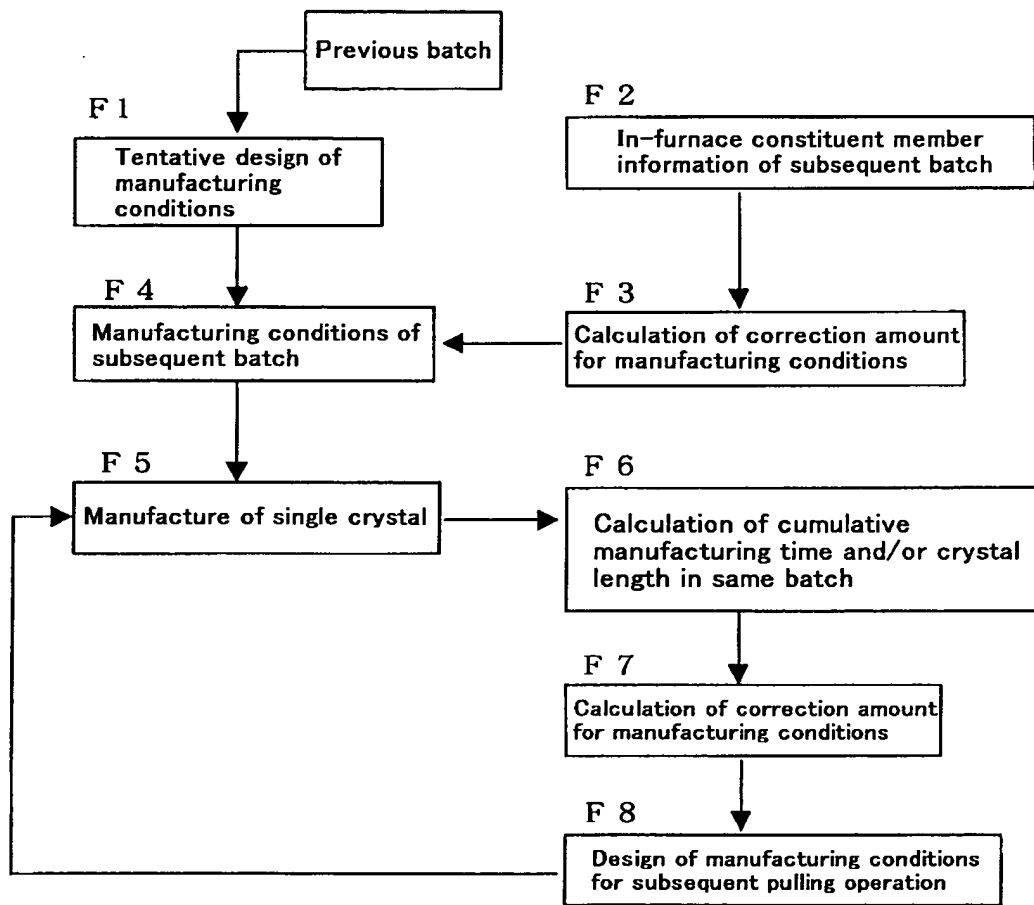 Previous batch
F 1
Tentative design of
manufacturing
conditions
F 2
In-furnace constituent member
information of subsequent batch
F 4
Manufacturing conditions of
subsequent batch
F 3
Calculation of correction amount
for manufacturing conditions
F 5
Manufacture of single crystal
F 6
Calculation of cumulative
manufacturing time and/or crystal
length in same batch
F 7
Calculation of correction amount
for manufacturing conditions
F 8
Design of manufacturing conditions
for subsequent pulling operation